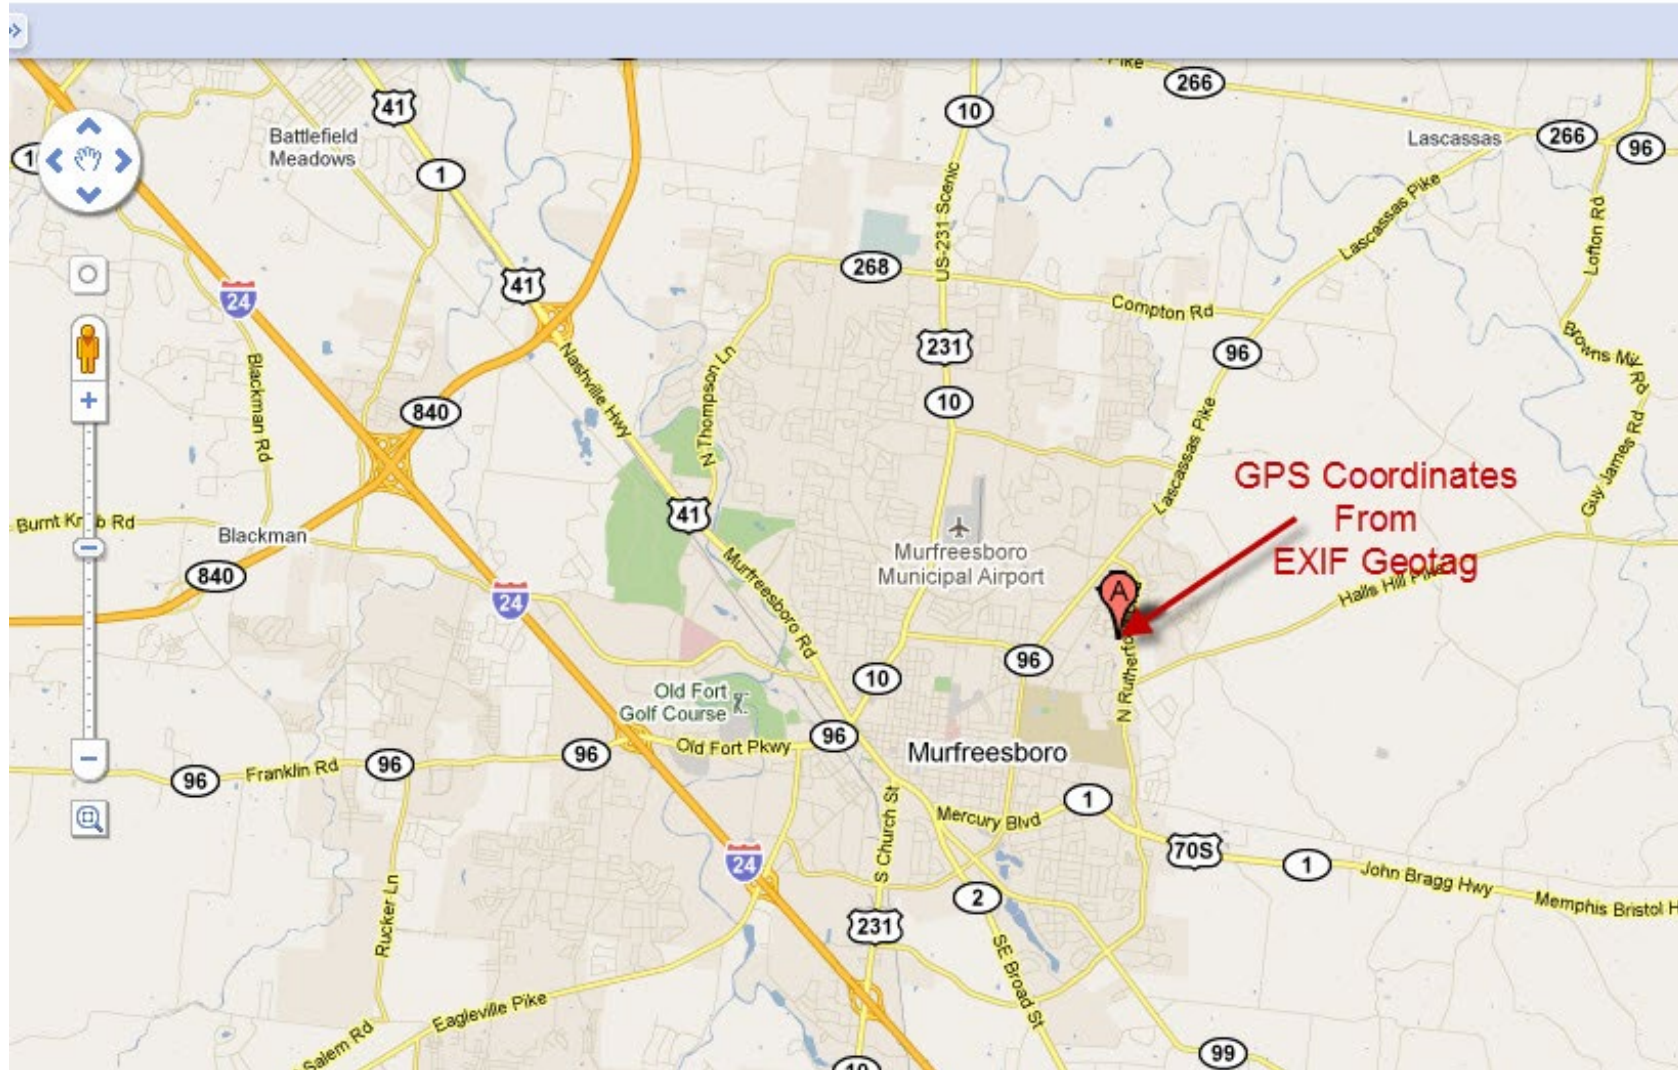 »
41
266
10
Lascassas
266
96
Battlefield
Meadows
1
1
US-231 Scenic
Lascassas Pike
Lofton Rd
268
24
41
Compton Rd
231
96
Browns Mill Rd
Nashville Hwy
N Thompson Ln
Blackman Rd
840
10
Lascassas Pike
Guy James Rd
GPS Coordinates
From
EXIF Geotag
41
Blackman
Murfreesboro
Municipal Airport
840
24
Murfreesboro Rd
A
Halls Hill Pike
96
10
Old Fort
Golf Course
96
Old Fort Pkwy
Murfreesboro
96
Franklin Rd
96
96
Mercury Blvd
1
S Church St
70S
1
John Bragg Hwy
Memphis Bristol H
24
Rucker Ln
2
231
SE Broad St
Eagleville Pike
Salem Rd
99
10